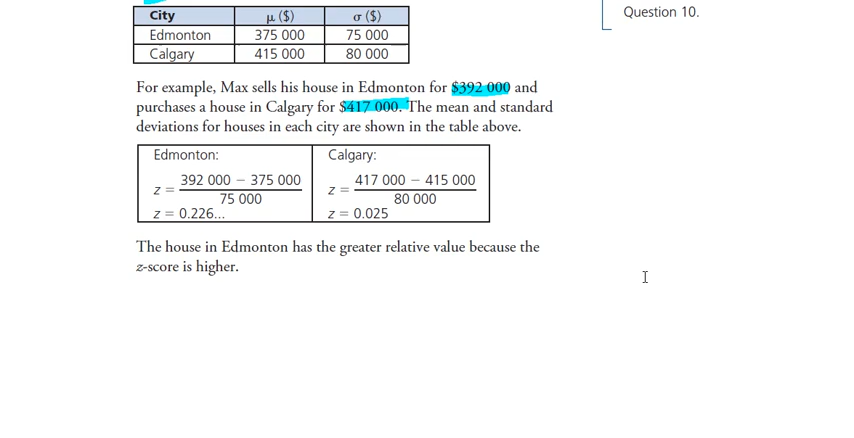 City μ ($) σ ($)
Edmonton 375 000 75 000
Calgary 415 000 80 000
Question 10.
For example, Max sells his house in Edmonton for $392 000 and
purchases a house in Calgary for $417 000. The mean and standard
deviations for houses in each city are shown in the table above.
Edmonton:
z = 392 000 − 375 000
75 000
z = 0.226...
Calgary:
z = 417 000 − 415 000
80 000
z = 0.025
The house in Edmonton has the greater relative value because the
z-score is higher.